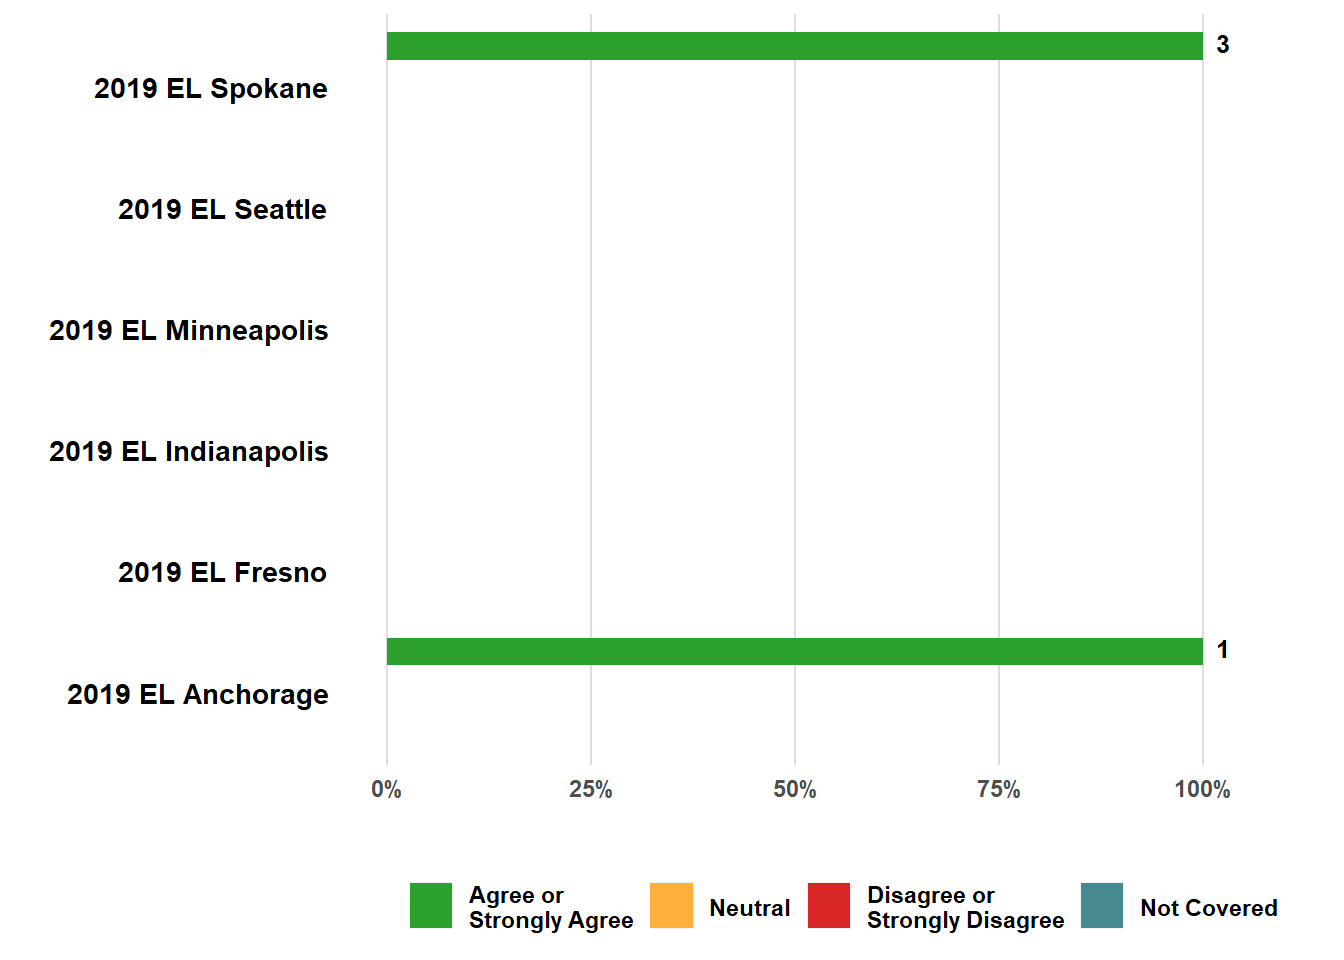 3
2019 EL Spokane
2019 EL Seattle
2019 EL Minneapolis
2019 EL Indianapolis
2019 EL Fresno
1
2019 EL Anchorage
0% 25% 50% 75% 100%
Agree or
Strongly Agree
Neutral
Disagree or
Strongly Disagree
Not Covered